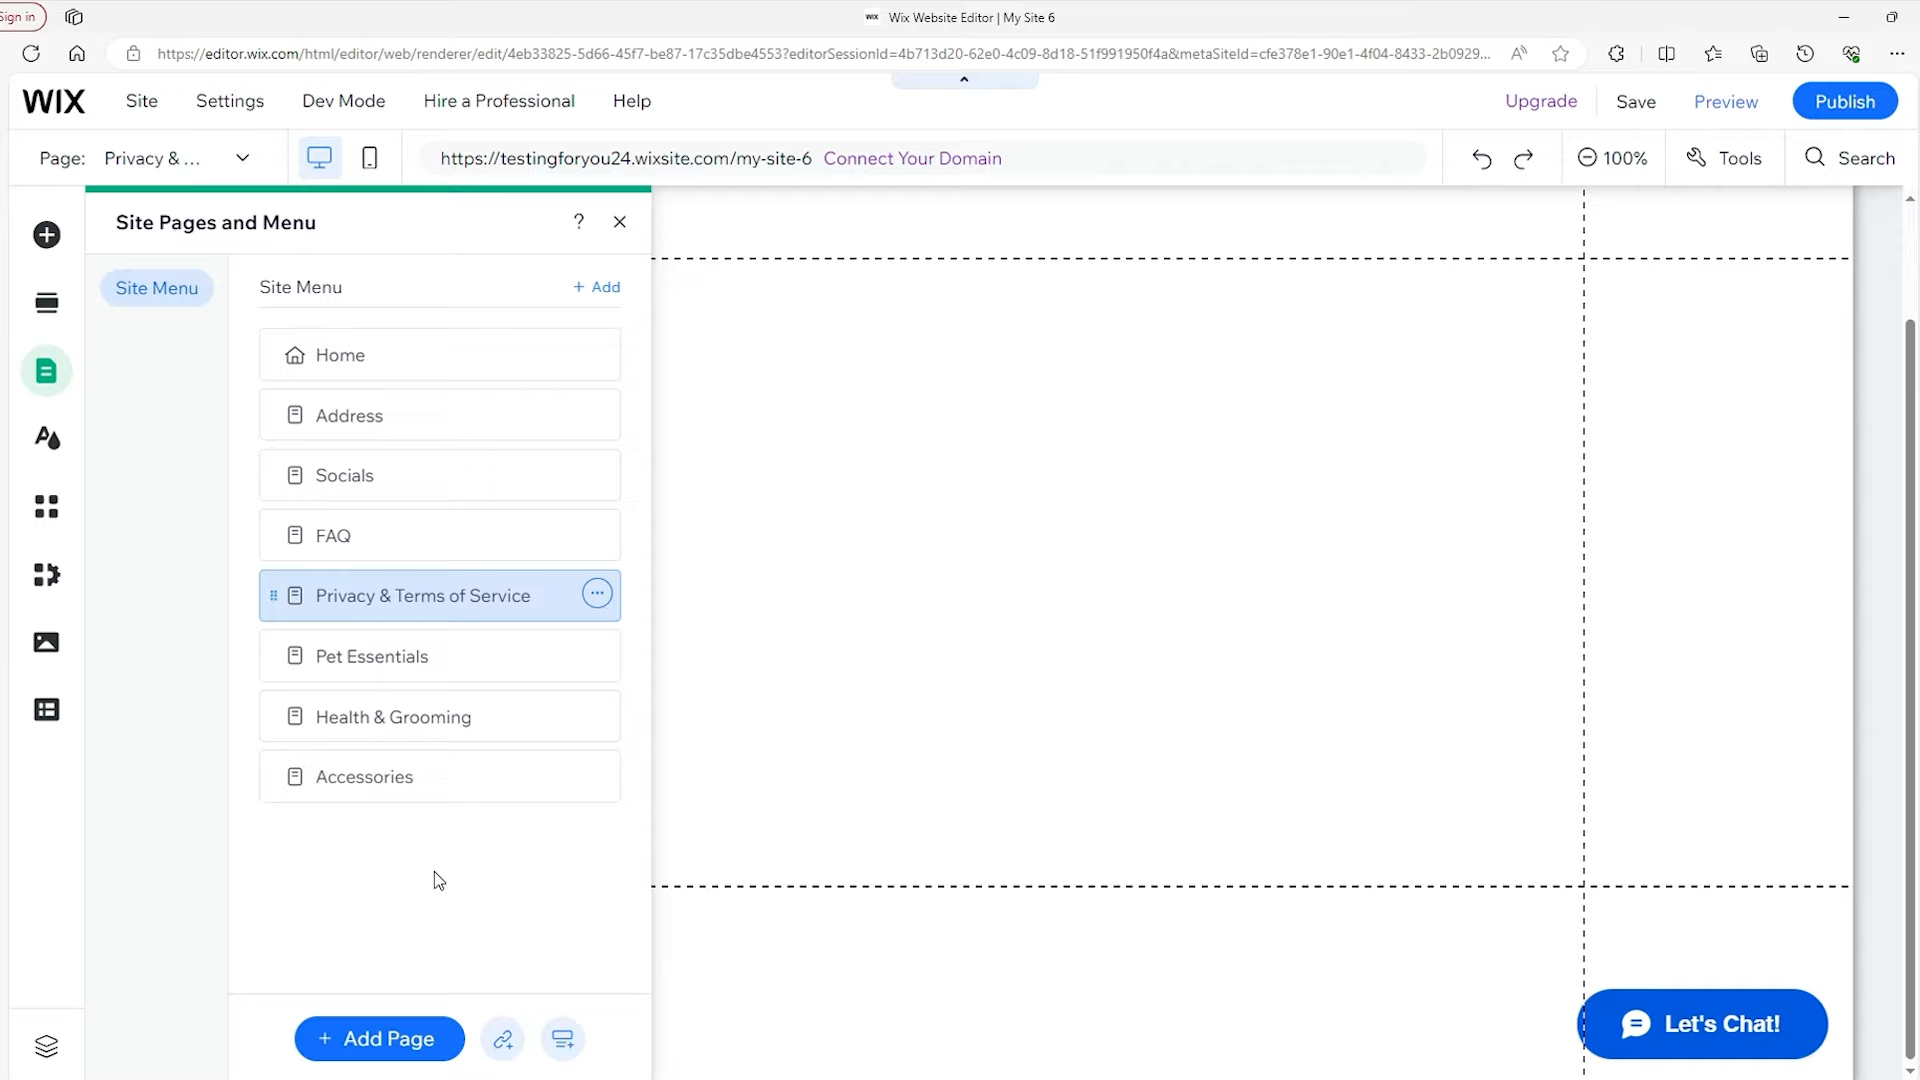 Sign in
WIX Wix Website Editor | My Site 6
https://editor.wix.com/html/editor/web/renderer/edit/4eb33825-5d66-45f7-be87-17c35dbe4553?editorSessionId=4b713d20-62e0-4c09-8d18-51f991950f4a&metaSiteId=cfe378e1-90e1-4f04-8433-2b0929...
WIX Site Settings Dev Mode Hire a Professional Help Upgrade Save Preview Publish
Page: Privacy & ... https://testingforyou24.wixsite.com/my-site-6 Connect Your Domain 100% Tools Search
Site Pages and Menu ?
Site Menu
Site Menu + Add
Home
Address
Socials
FAQ
Privacy & Terms of Service
Pet Essentials
Health & Grooming
Accessories
+ Add Page
Let's Chat!